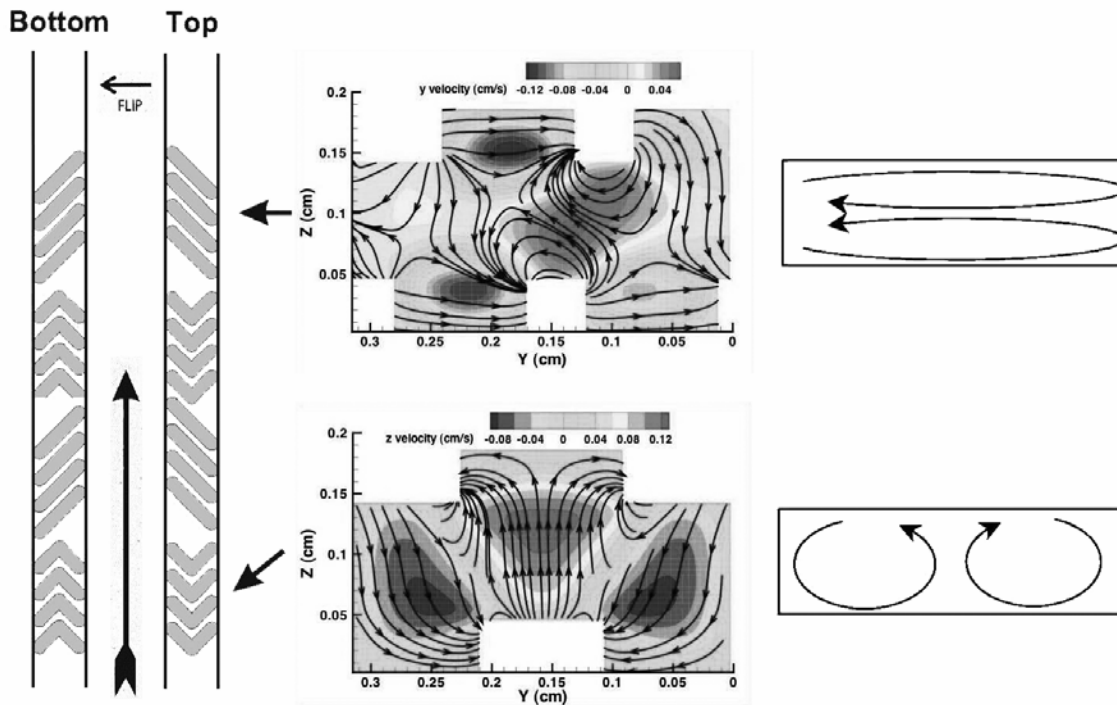 Bottom Top
FLIP
y velocity (cm/s) -0.12 -0.08 -0.04 0 0.04
0.2
0.15
0.1
0.05
Z (cm)
0.3 0.25 0.2 0.15 0.1 0.05 0
Y (cm)
z velocity (cm/s) -0.08 -0.04 0 0.04 0.08 0.12
0.2
0.15
0.1
0.05
Z (cm)
0.3 0.25 0.2 0.15 0.1 0.05 0
Y (cm)